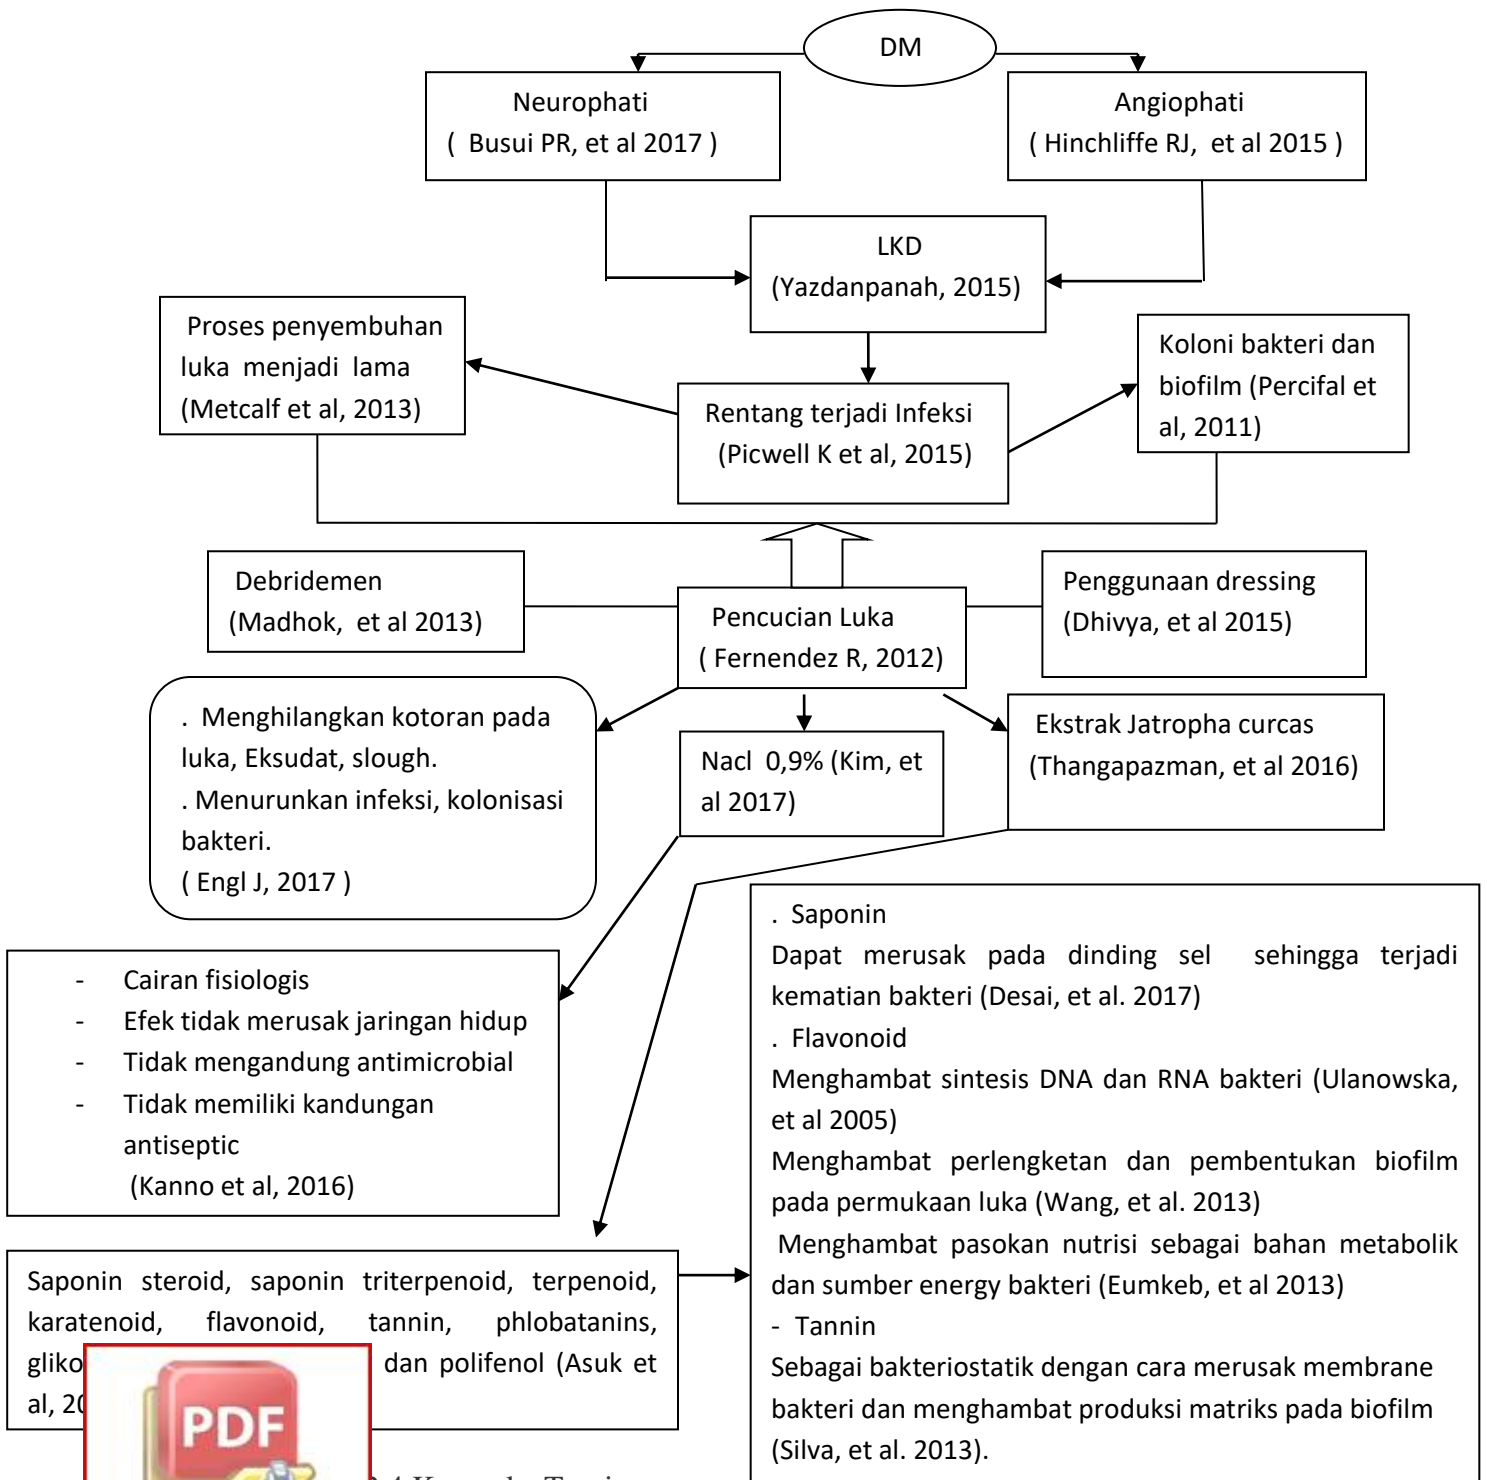 DM
Neurophati
( Busui PR, et al 2017 )
Angiophati
( Hinchliffe RJ, et al 2015 )
LKD
(Yazdanpanah, 2015)
Proses penyembuhan
luka menjadi lama
(Metcalf et al, 2013)
Rentang terjadi Infeksi
(Picwell K et al, 2015)
Koloni bakteri dan
biofilm (Percifal et
al, 2011)
Debridemen
(Madhok, et al 2013)
Pencucian Luka
( Fernendez R, 2012)
Penggunaan dressing
(Dhivya, et al 2015)
. Menghilangkan kotoran pada
luka, Eksudat, slough.
. Menurunkan infeksi, kolonisasi
bakteri.
( Engl J, 2017 )
Nacl 0,9% (Kim, et
al 2017)
Ekstrak Jatropha curcas
(Thangapazman, et al 2016)
- Cairan fisiologis
- Efek tidak merusak jaringan hidup
- Tidak mengandung antimicrobial
- Tidak memiliki kandungan
antiseptic
(Kanno et al, 2016)
Saponin steroid, saponin triterpenoid, terpenoid,
karatenoid, flavonoid, tannin, phlobatanins,
dan polifenol (Asuk et
al,
. Saponin
Dapat merusak pada dinding sel sehingga terjadi
kematian bakteri (Desai, et al. 2017)
. Flavonoid
Menghambat sintesis DNA dan RNA bakteri (Ulanowska,
et al 2005)
Menghambat perlengketan dan pembentukan biofilm
pada permukaan luka (Wang, et al. 2013)
Menghambat pasokan nutrisi sebagai bahan metabolik
dan sumber energy bakteri (Eumkeb, et al 2013)
- Tannin
Sebagai bakteriostatik dengan cara merusak membrane
bakteri dan menghambat produksi matriks pada biofilm
(Silva, et al. 2013).
PDF